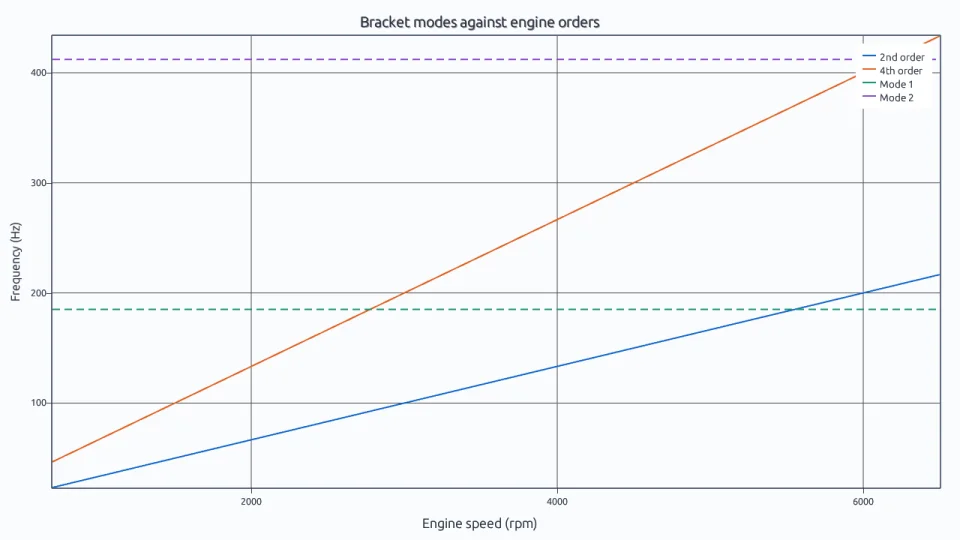 Bracket modes against engine orders
2nd order
4th order
Mode 1
Mode 2
400
300
200
100
Frequency (Hz)
2000
4000
6000
Engine speed (rpm)